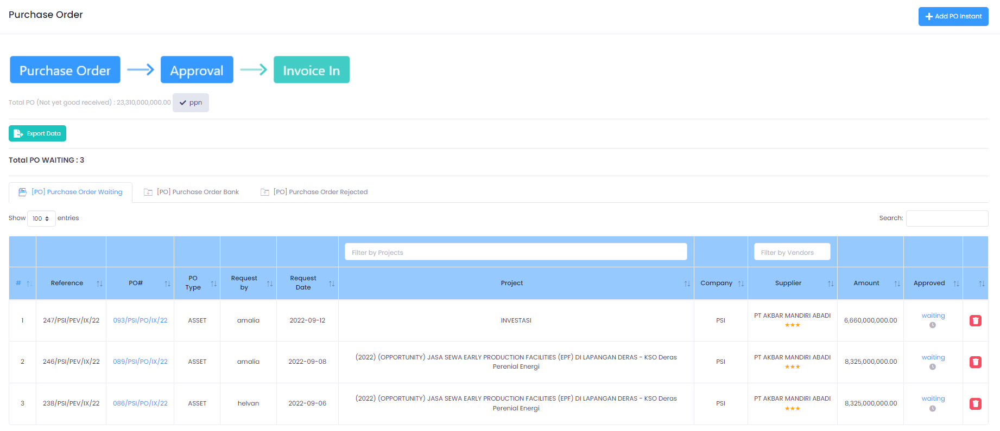 Purchase Order
Add PO Instant
Purchase Order
Approval
Invoice In
Total PO (Not yet good received) : 23,310,000,000.00
ppn
Export Data
Total PO WAITING : 3
[PO] Purchase Order Waiting
[PO] Purchase Order Bank
[PO] Purchase Order Rejected
Show 100 entries
Search:
Filter by Projects
Filter by Vendors
#
Reference
PO#
PO
Type
Request
by
Request
Date
Project
Company
Supplier
Amount
Approved
1
247/PSI/PEV/IX/22
093/PSI/PO/IX/22
ASSET
amalia
2022-09-12
INVESTASI
PSI
PT AKBAR MANDIRI ABADI
★★★
6,660,000,000.00
waiting
2
246/PSI/PEV/IX/22
089/PSI/PO/IX/22
ASSET
amalia
2022-09-08
(2022) (OPPORTUNITY) JASA SEWA EARLY PRODUCTION FACILITIES (EPF) DI LAPANGAN DERAS - KSO Deras
Perenial Energi
PSI
PT AKBAR MANDIRI ABADI
★★★
8,325,000,000.00
waiting
3
238/PSI/PEV/IX/22
086/PSI/PO/IX/22
ASSET
helvan
2022-09-06
(2022) (OPPORTUNITY) JASA SEWA EARLY PRODUCTION FACILITIES (EPF) DI LAPANGAN DERAS - KSO Deras
Perenial Energi
PSI
PT AKBAR MANDIRI ABADI
★★★
8,325,000,000.00
waiting